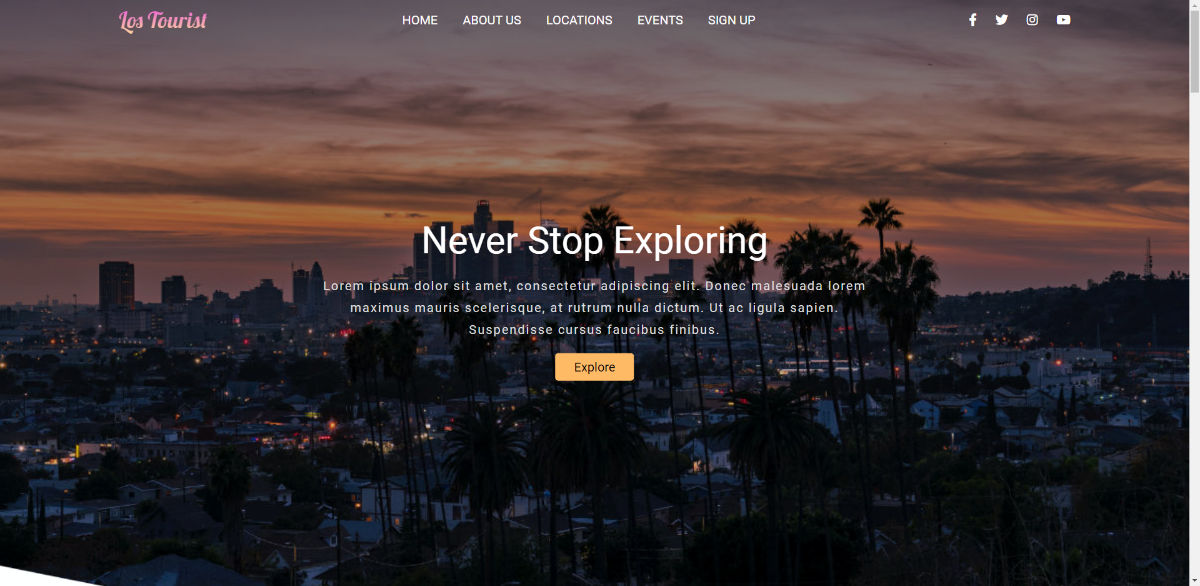 Los Tourist
HOME ABOUT US LOCATIONS EVENTS SIGN UP
Never Stop Exploring
Lorem ipsum dolor sit amet, consectetur adipiscing elit. Donec malesuada lorem
maximus mauris scelerisque, at rutrum nulla dictum. Ut ac ligula sapien.
Suspendisse cursus faucibus finibus.
Explore